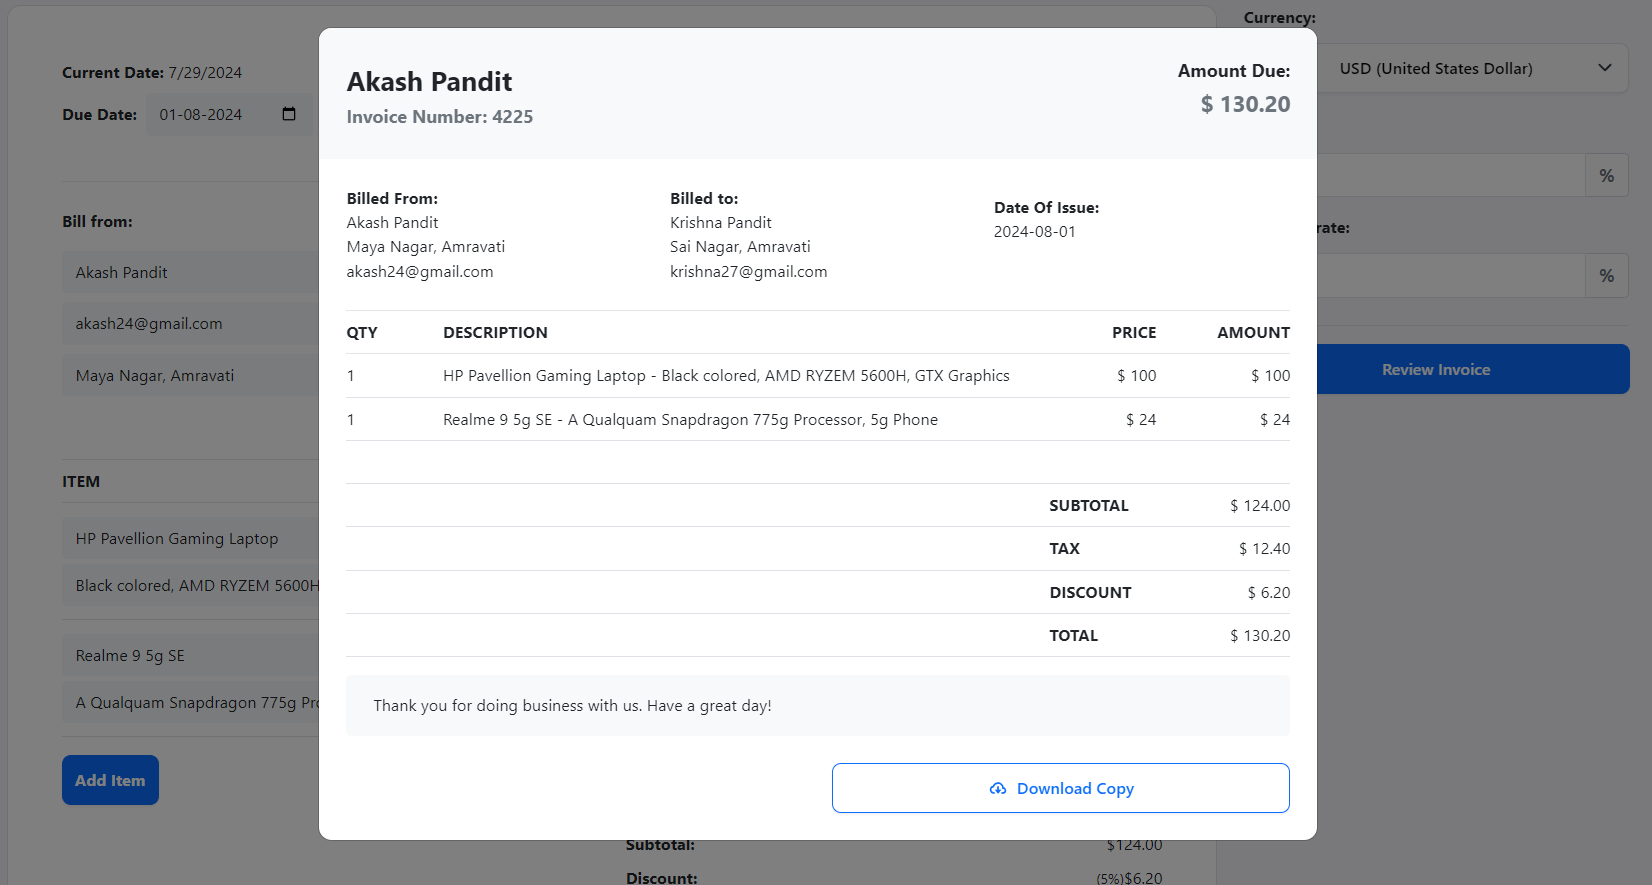 Currency:
Current Date: 7/29/2024
USD (United States Dollar)
Due Date: 01-08-2024
%
Bill from:
rate:
Akash Pandit
%
akash24@gmail.com
Maya Nagar, Amravati
Review Invoice
ITEM
HP Pavellion Gaming Laptop
Black colored, AMD RYZEM 5600H
Realme 9 5g SE
A Qualquam Snapdragon 775g Pro
Add Item
Akash Pandit
Invoice Number: 4225
Amount Due:
$ 130.20
Billed From:
Akash Pandit
Maya Nagar, Amravati
akash24@gmail.com
Billed to:
Krishna Pandit
Sai Nagar, Amravati
krishna27@gmail.com
Date Of Issue:
2024-08-01
QTY DESCRIPTION PRICE AMOUNT
1 HP Pavellion Gaming Laptop - Black colored, AMD RYZEM 5600H, GTX Graphics $ 100 $ 100
1 Realme 9 5g SE - A Qualquam Snapdragon 775g Processor, 5g Phone $ 24 $ 24
SUBTOTAL $ 124.00
TAX $ 12.40
DISCOUNT $ 6.20
TOTAL $ 130.20
Thank you for doing business with us. Have a great day!
Download Copy
Subtotal: $124.00
Discount: (5%)$6.20